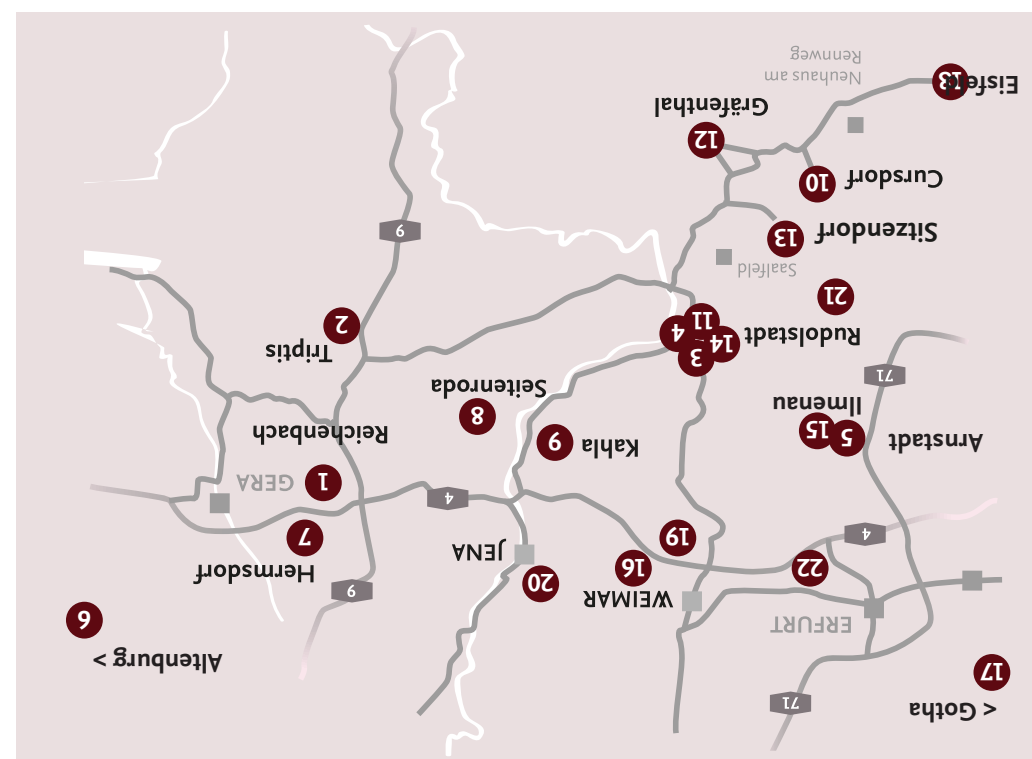 < Gotha
71
17
Altenburg >
6
ERFURT
WEIMAR
9
20
22
16
Hermsdorf
JENA
4
19
7
4
1
GERA
Arnstadt
5
15
Kahla
9
Reichenbach
Ilmenau
8
Seitenroda
71
Triptis
3
14
Rudolstadt
4
11
2
21
Saalfeld
13
Sitzendorf
9
10
Cursdorf
12
Gräfenthal
Neuhaus am
Rennweg
Eisfeld
18